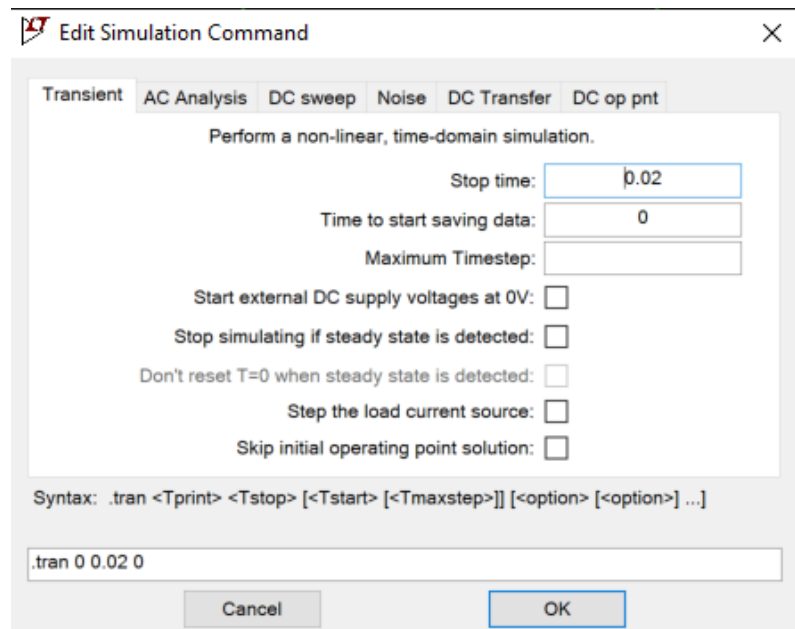 Edit Simulation Command
Transient AC Analysis DC sweep Noise DC Transfer DC op pnt
Perform a non-linear, time-domain simulation.
Stop time: 0.02
Time to start saving data: 0
Maximum Timestep:
Start external DC supply voltages at 0V:
Stop simulating if steady state is detected:
Don't reset T=0 when steady state is detected:
Step the load current source:
Skip initial operating point solution:
Syntax: .tran <Tprint> <Tstop> [<Tstart> [<Tmaxstep>]] [<option> [<option>] ...]
.tran 0 0.02 0
Cancel OK